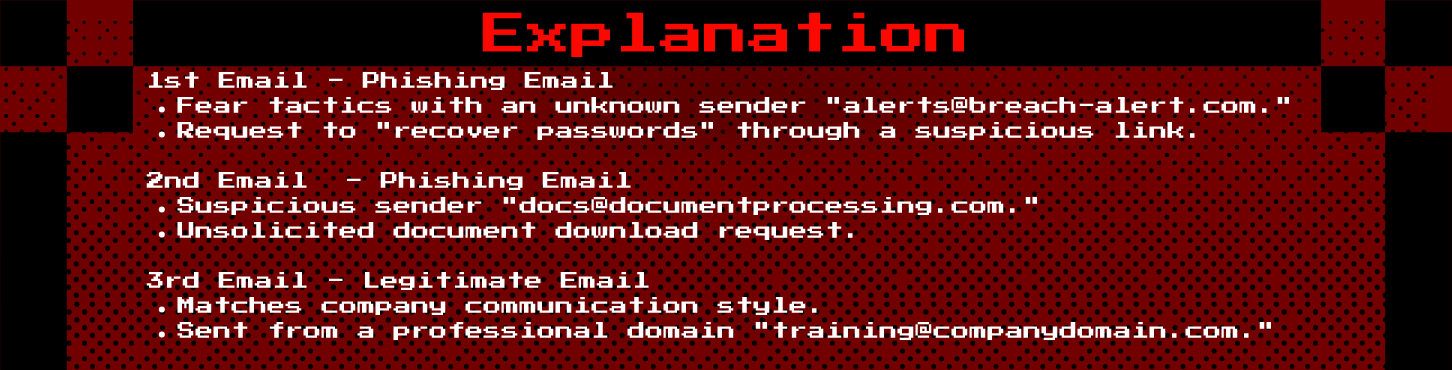 Explanation
1st Email - Phishing Email
• Fear tactics with an unknown sender "alerts@breach-alert.com."
• Request to "recover passwords" through a suspicious link.
2nd Email - Phishing Email
• Suspicious sender "docs@documentprocessing.com."
• Unsolicited document download request.
3rd Email - Legitimate Email
• Matches company communication style.
• Sent from a professional domain "training@companydomain.com."